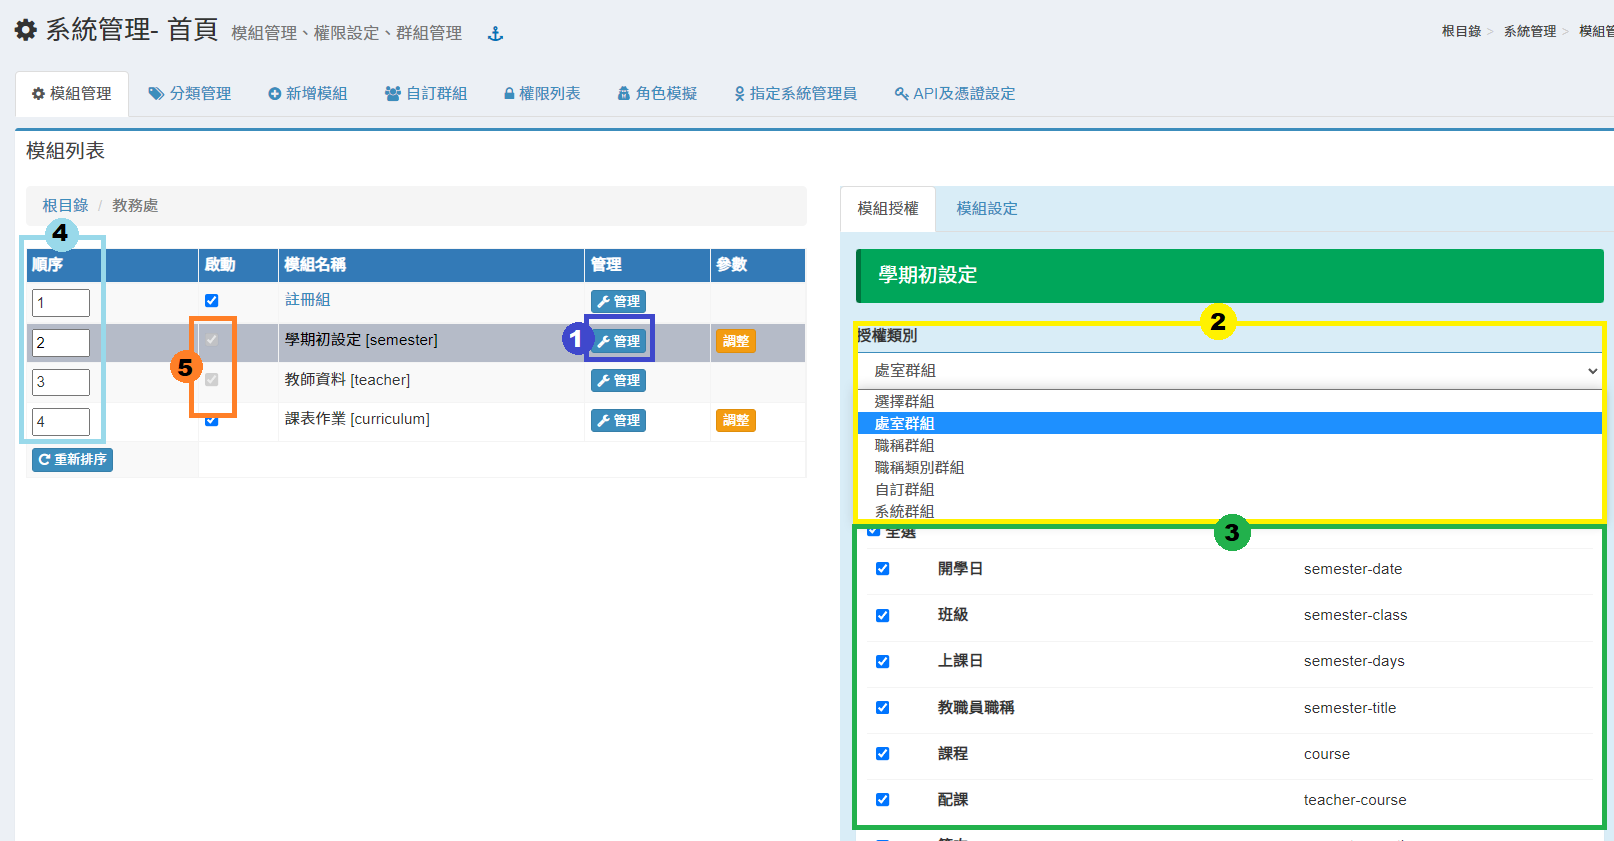 系統管理- 首頁 模組管理、權限設定、群組管理
根目錄 > 系統管理 > 模組管
模組管理 分類管理 新增模組 自訂群組 權限列表 角色模擬 指定系統管理員 API及憑證設定
模組列表
根目錄 / 教務處
4
順序 啟動 模組名稱 管理 參數
1 註冊組 管理
2 學期初設定 [semester] 1 管理 調整
5
3 教師資料 [teacher] 管理
4 課表作業 [curriculum] 管理 調整
重新排序
模組授權 模組設定
學期初設定
2
授權類別
處室群組
選擇群組
處室群組
職稱群組
職稱類別群組
自訂群組
系統群組
3
全選
開學日 semester-date
班級 semester-class
上課日 semester-days
教職員職稱 semester-title
課程 course
配課 teacher-course